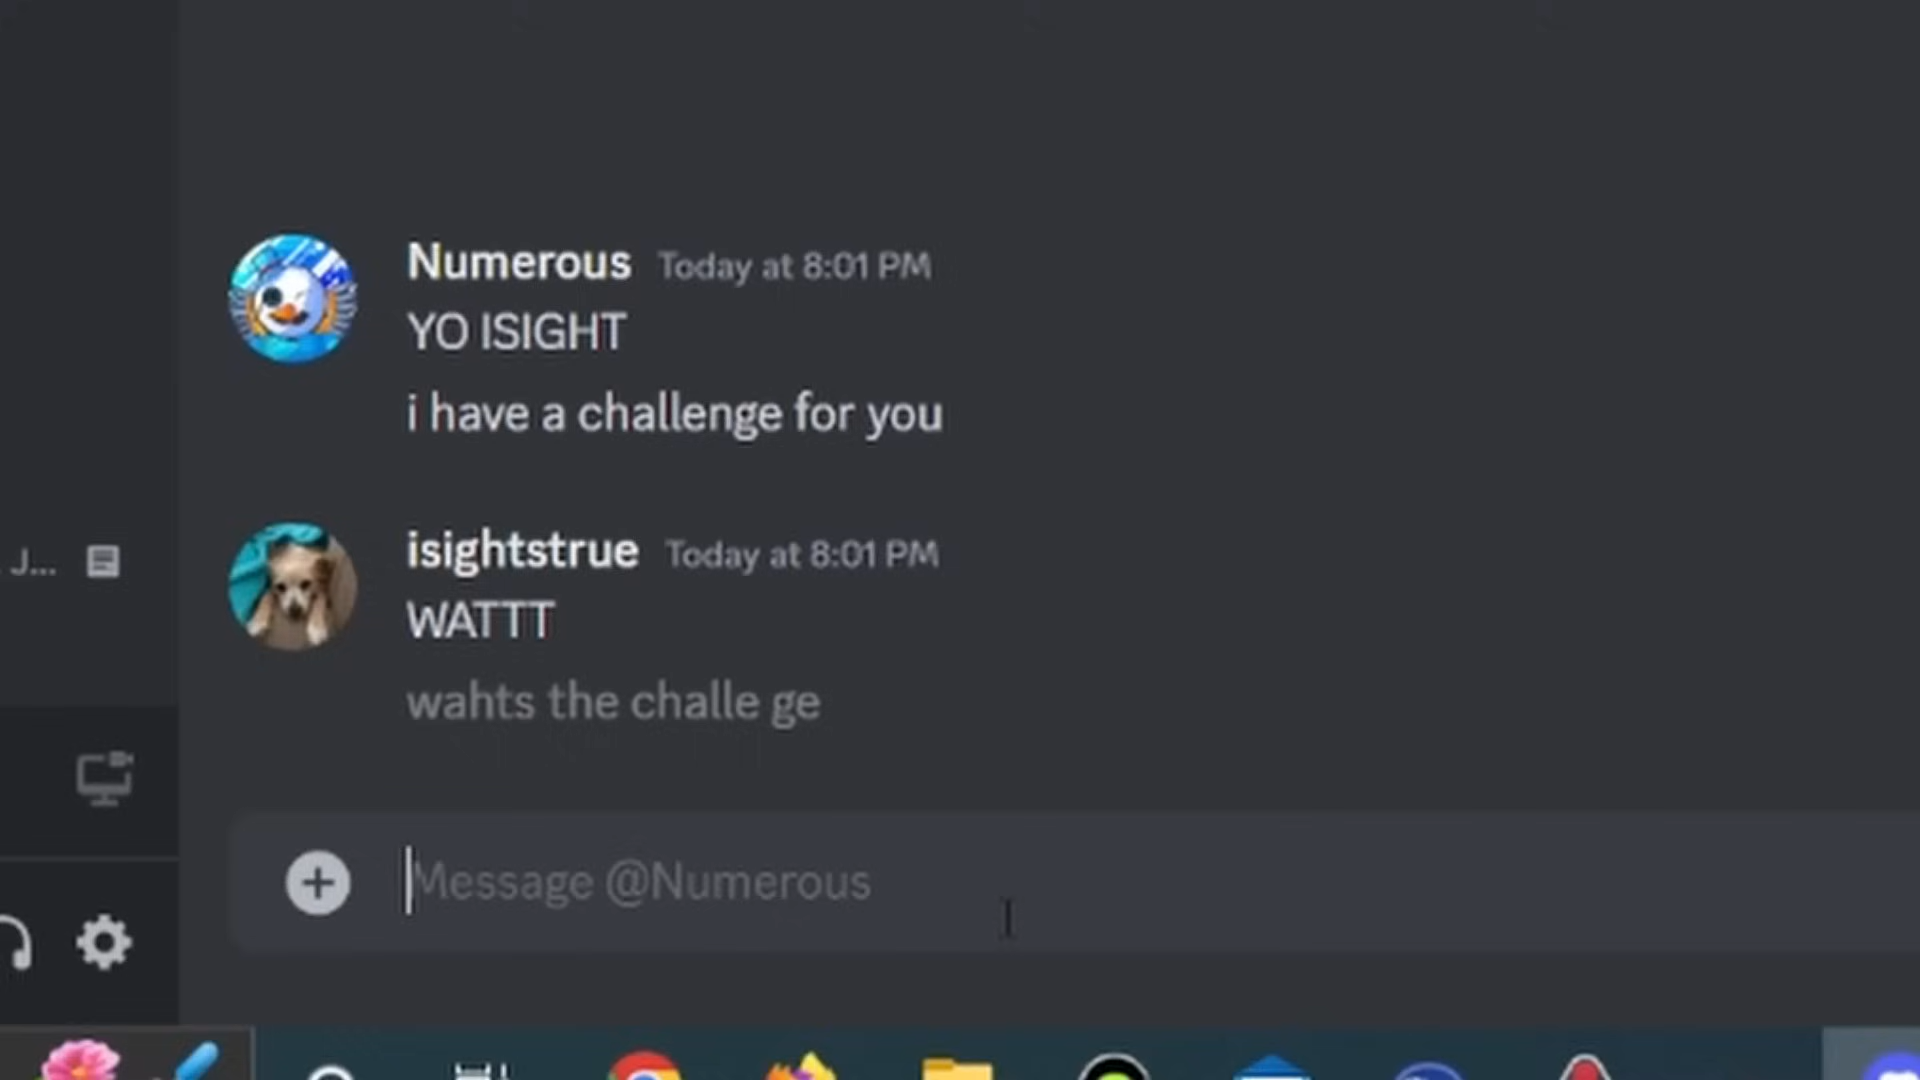 Numerous Today at 8:01 PM
YO ISIGHT
i have a challenge for you
isightstrue Today at 8:01 PM
J...
WATTT
wahts the challe ge
Message @Numerous